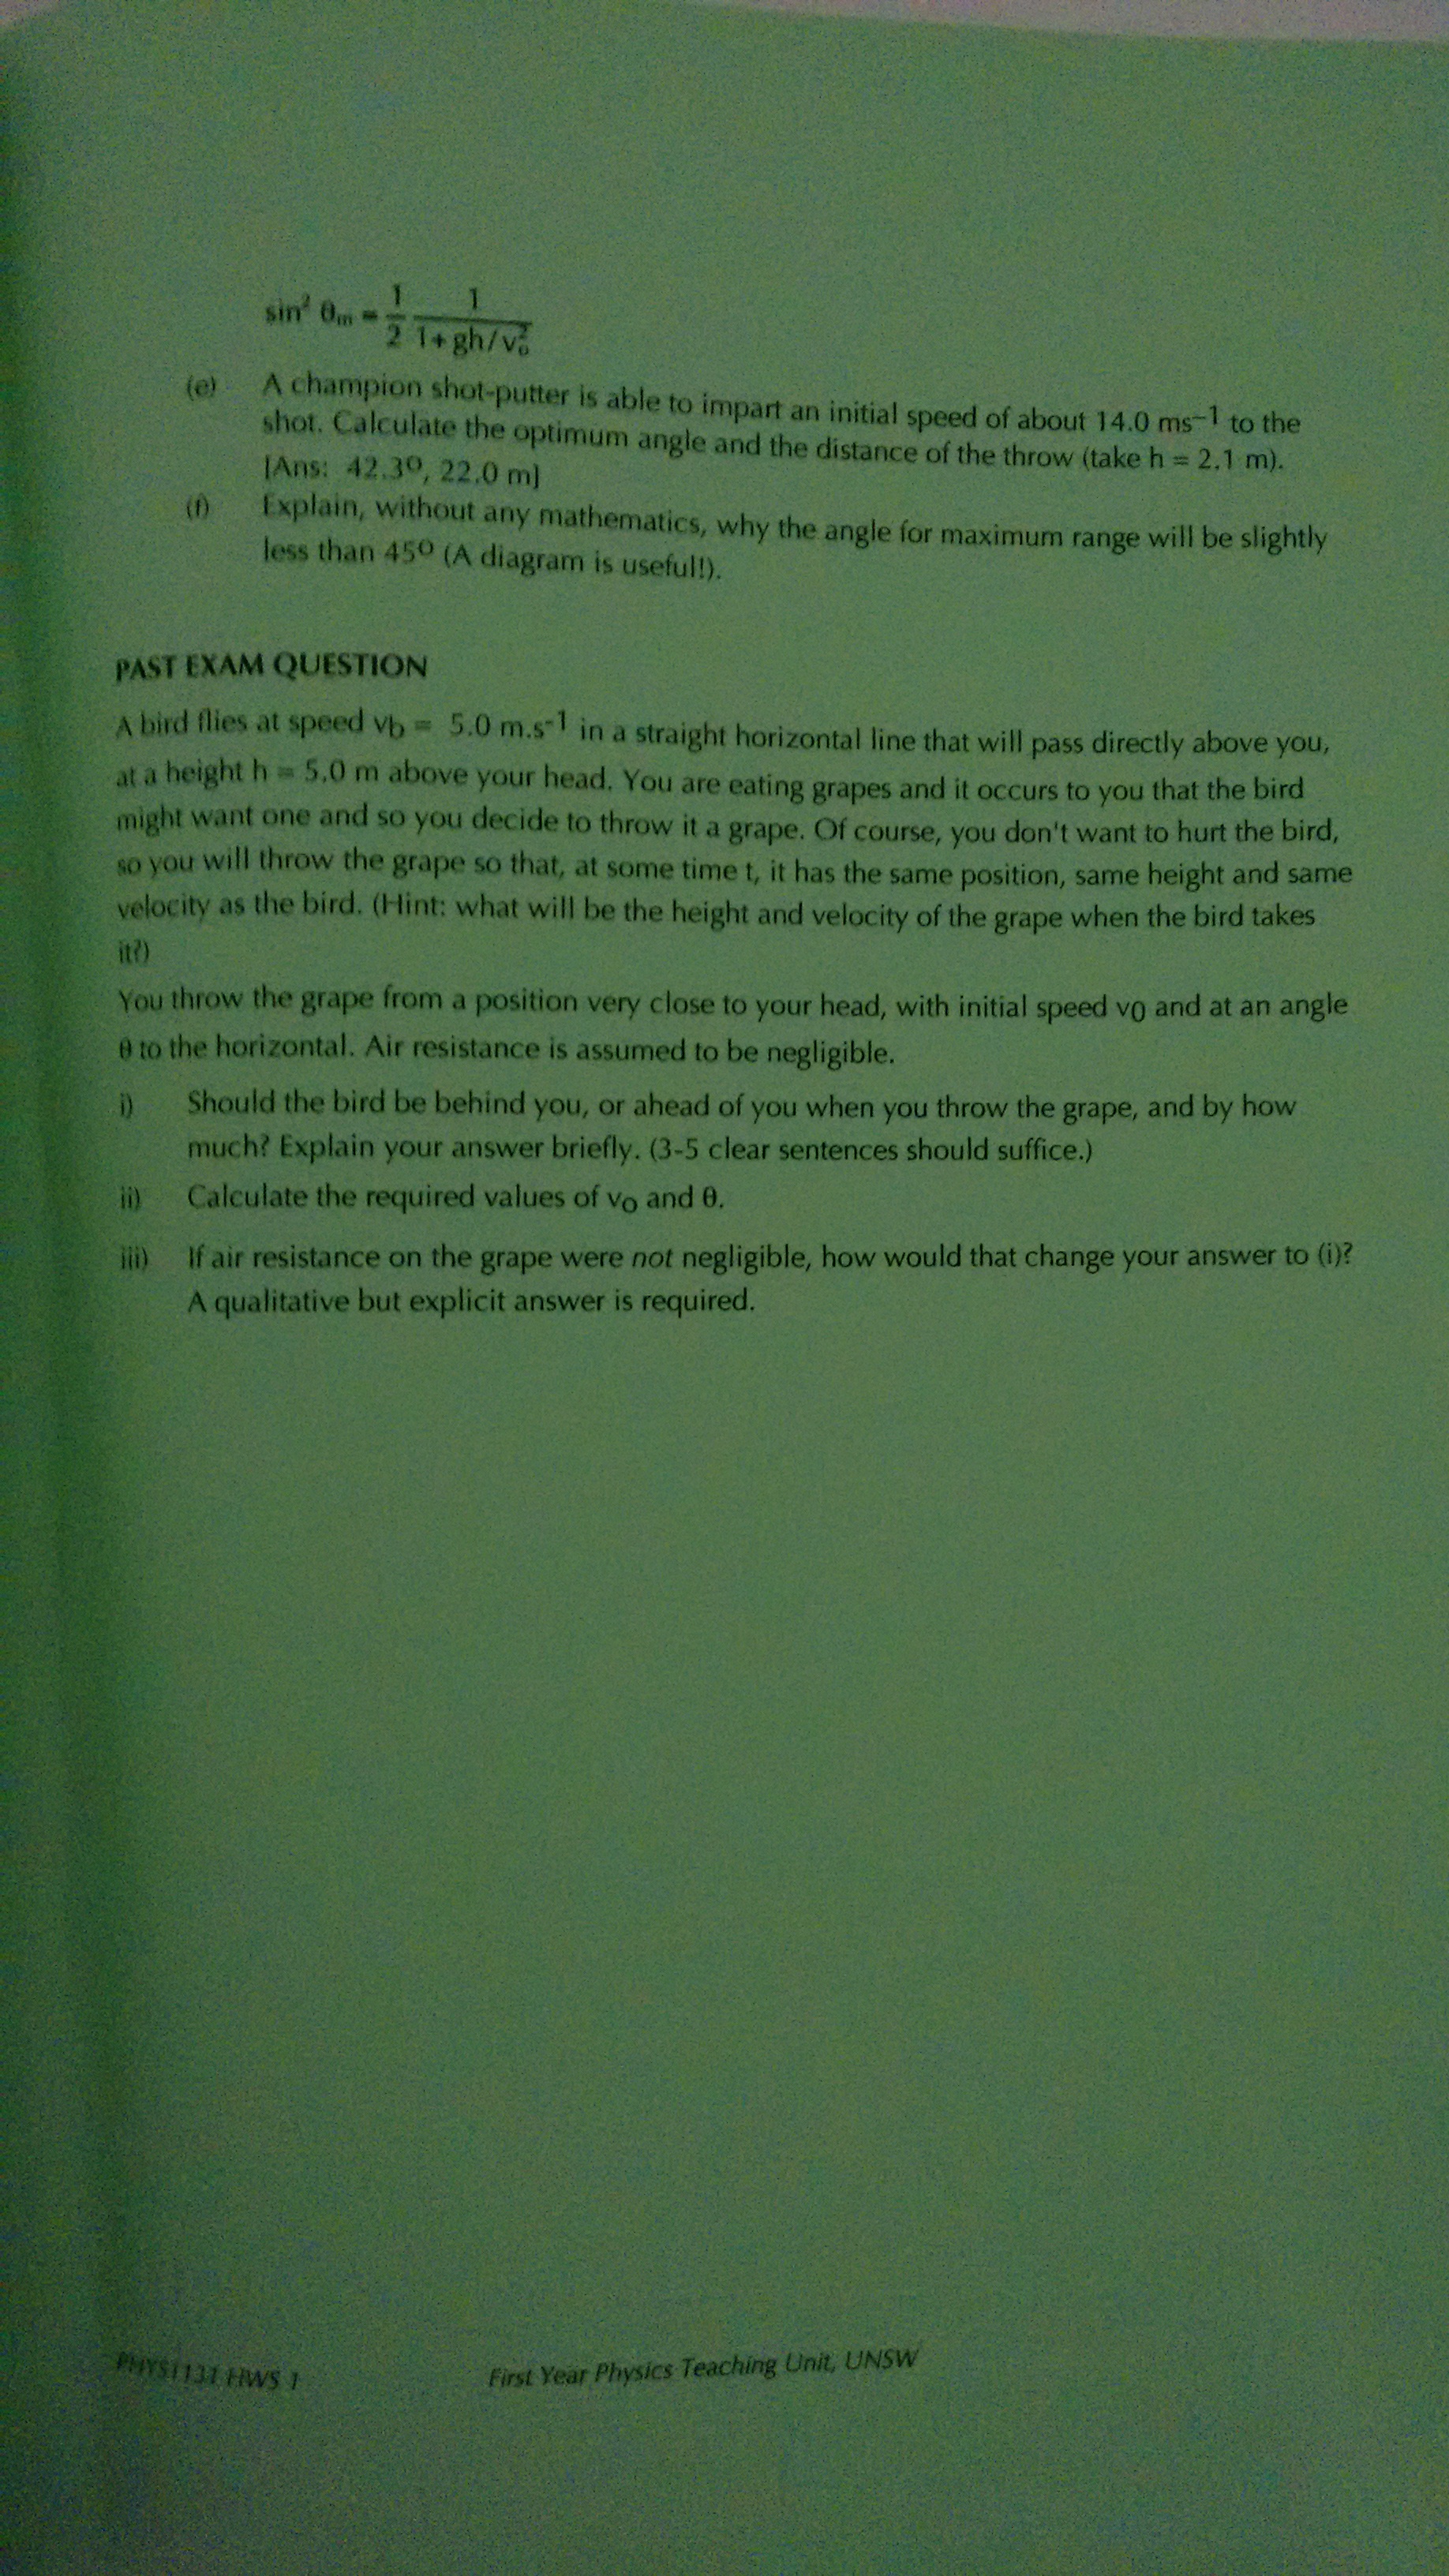 sin² θm = 1/2 1/(1+gh/v₀²)
(e) A champion shot-putter is able to impart an initial speed of about 14.0 ms⁻¹ to the
shot. Calculate the optimum angle and the distance of the throw (take h = 2.1 m).
[Ans: 42.3º, 22.0 m]
(f) Explain, without any mathematics, why the angle for maximum range will be slightly
less than 45º (A diagram is useful!).
PAST EXAM QUESTION
A bird flies at speed vb = 5.0 m.s⁻¹ in a straight horizontal line that will pass directly above you,
at a height h = 5.0 m above your head. You are eating grapes and it occurs to you that the bird
might want one and so you decide to throw it a grape. Of course, you don't want to hurt the bird,
so you will throw the grape so that, at some time t, it has the same position, same height and same
velocity as the bird. (Hint: what will be the height and velocity of the grape when the bird takes
it?)
You throw the grape from a position very close to your head, with initial speed v₀ and at an angle
θ to the horizontal. Air resistance is assumed to be negligible.
i) Should the bird be behind you, or ahead of you when you throw the grape, and by how
much? Explain your answer briefly. (3-5 clear sentences should suffice.)
ii) Calculate the required values of v₀ and θ.
iii) If air resistance on the grape were not negligible, how would that change your answer to (i)?
A qualitative but explicit answer is required.
PHYS1131 HWS 1 First Year Physics Teaching Unit, UNSW